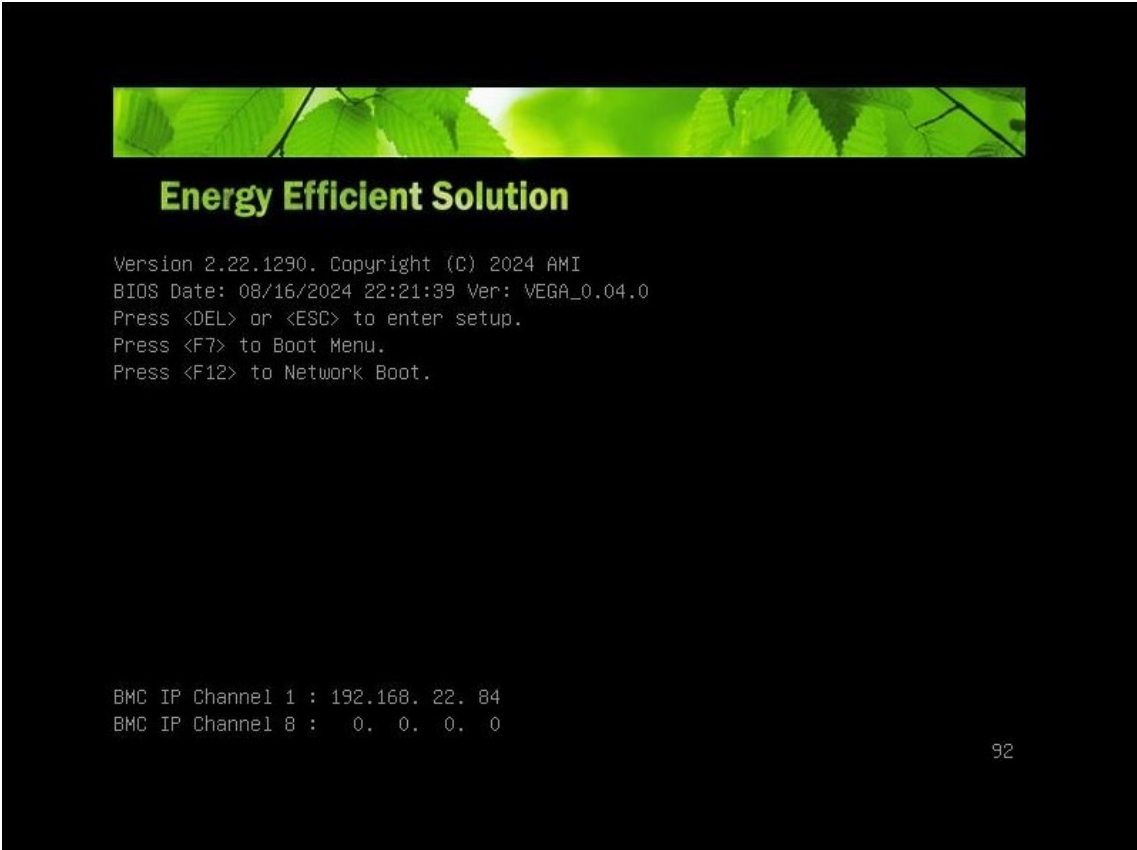 Energy Efficient Solution
Version 2.22.1290. Copyright (C) 2024 AMI
BIOS Date: 08/16/2024 22:21:39 Ver: VEGA_0.04.0
Press <DEL> or <ESC> to enter setup.
Press <F7> to Boot Menu.
Press <F12> to Network Boot.
BMC IP Channel 1 : 192.168. 22. 84
BMC IP Channel 8 :   0.  0.  0.  0
92